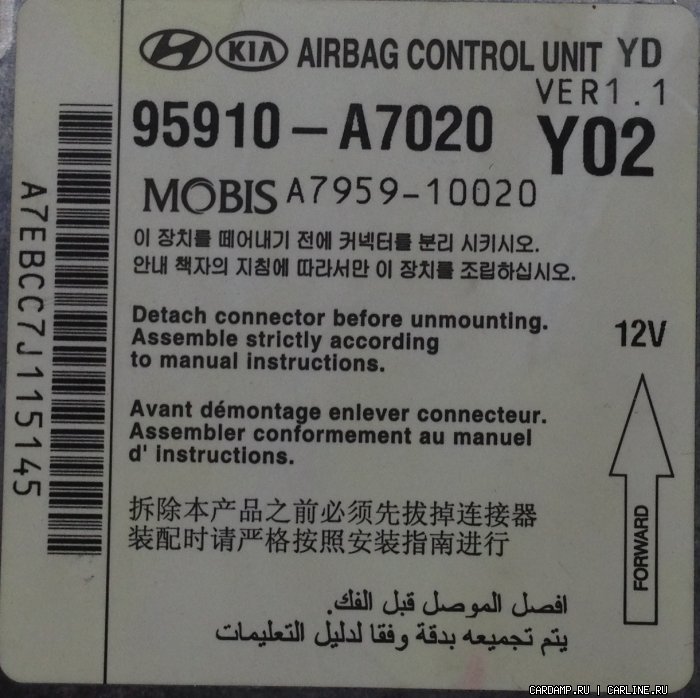 KIA AIRBAG CONTROL UNIT YD
VER1.1
95910-A7020 Y02
MOBIS A7959-10020
A7EBCC7J115145
이 장치를 떼어내기 전에 커넥터를 분리 시키시오.
안내 책자의 지침에 따라서만 이 장치를 조립하십시오.
Detach connector before unmounting.
Assemble strictly according
to manual instructions.
12V
Avant démontage enlever connecteur.
Assembler conformement au manuel
d' instructions.
FORWARD
拆除本产品之前必须先拔掉连接器
装配时请严格按照安装指南进行
افصل الموصل قبل الفك.
يتم تجميعه بدقة وفقا لدليل التعليمات
CARDAMP.RU | CARLINE.RU